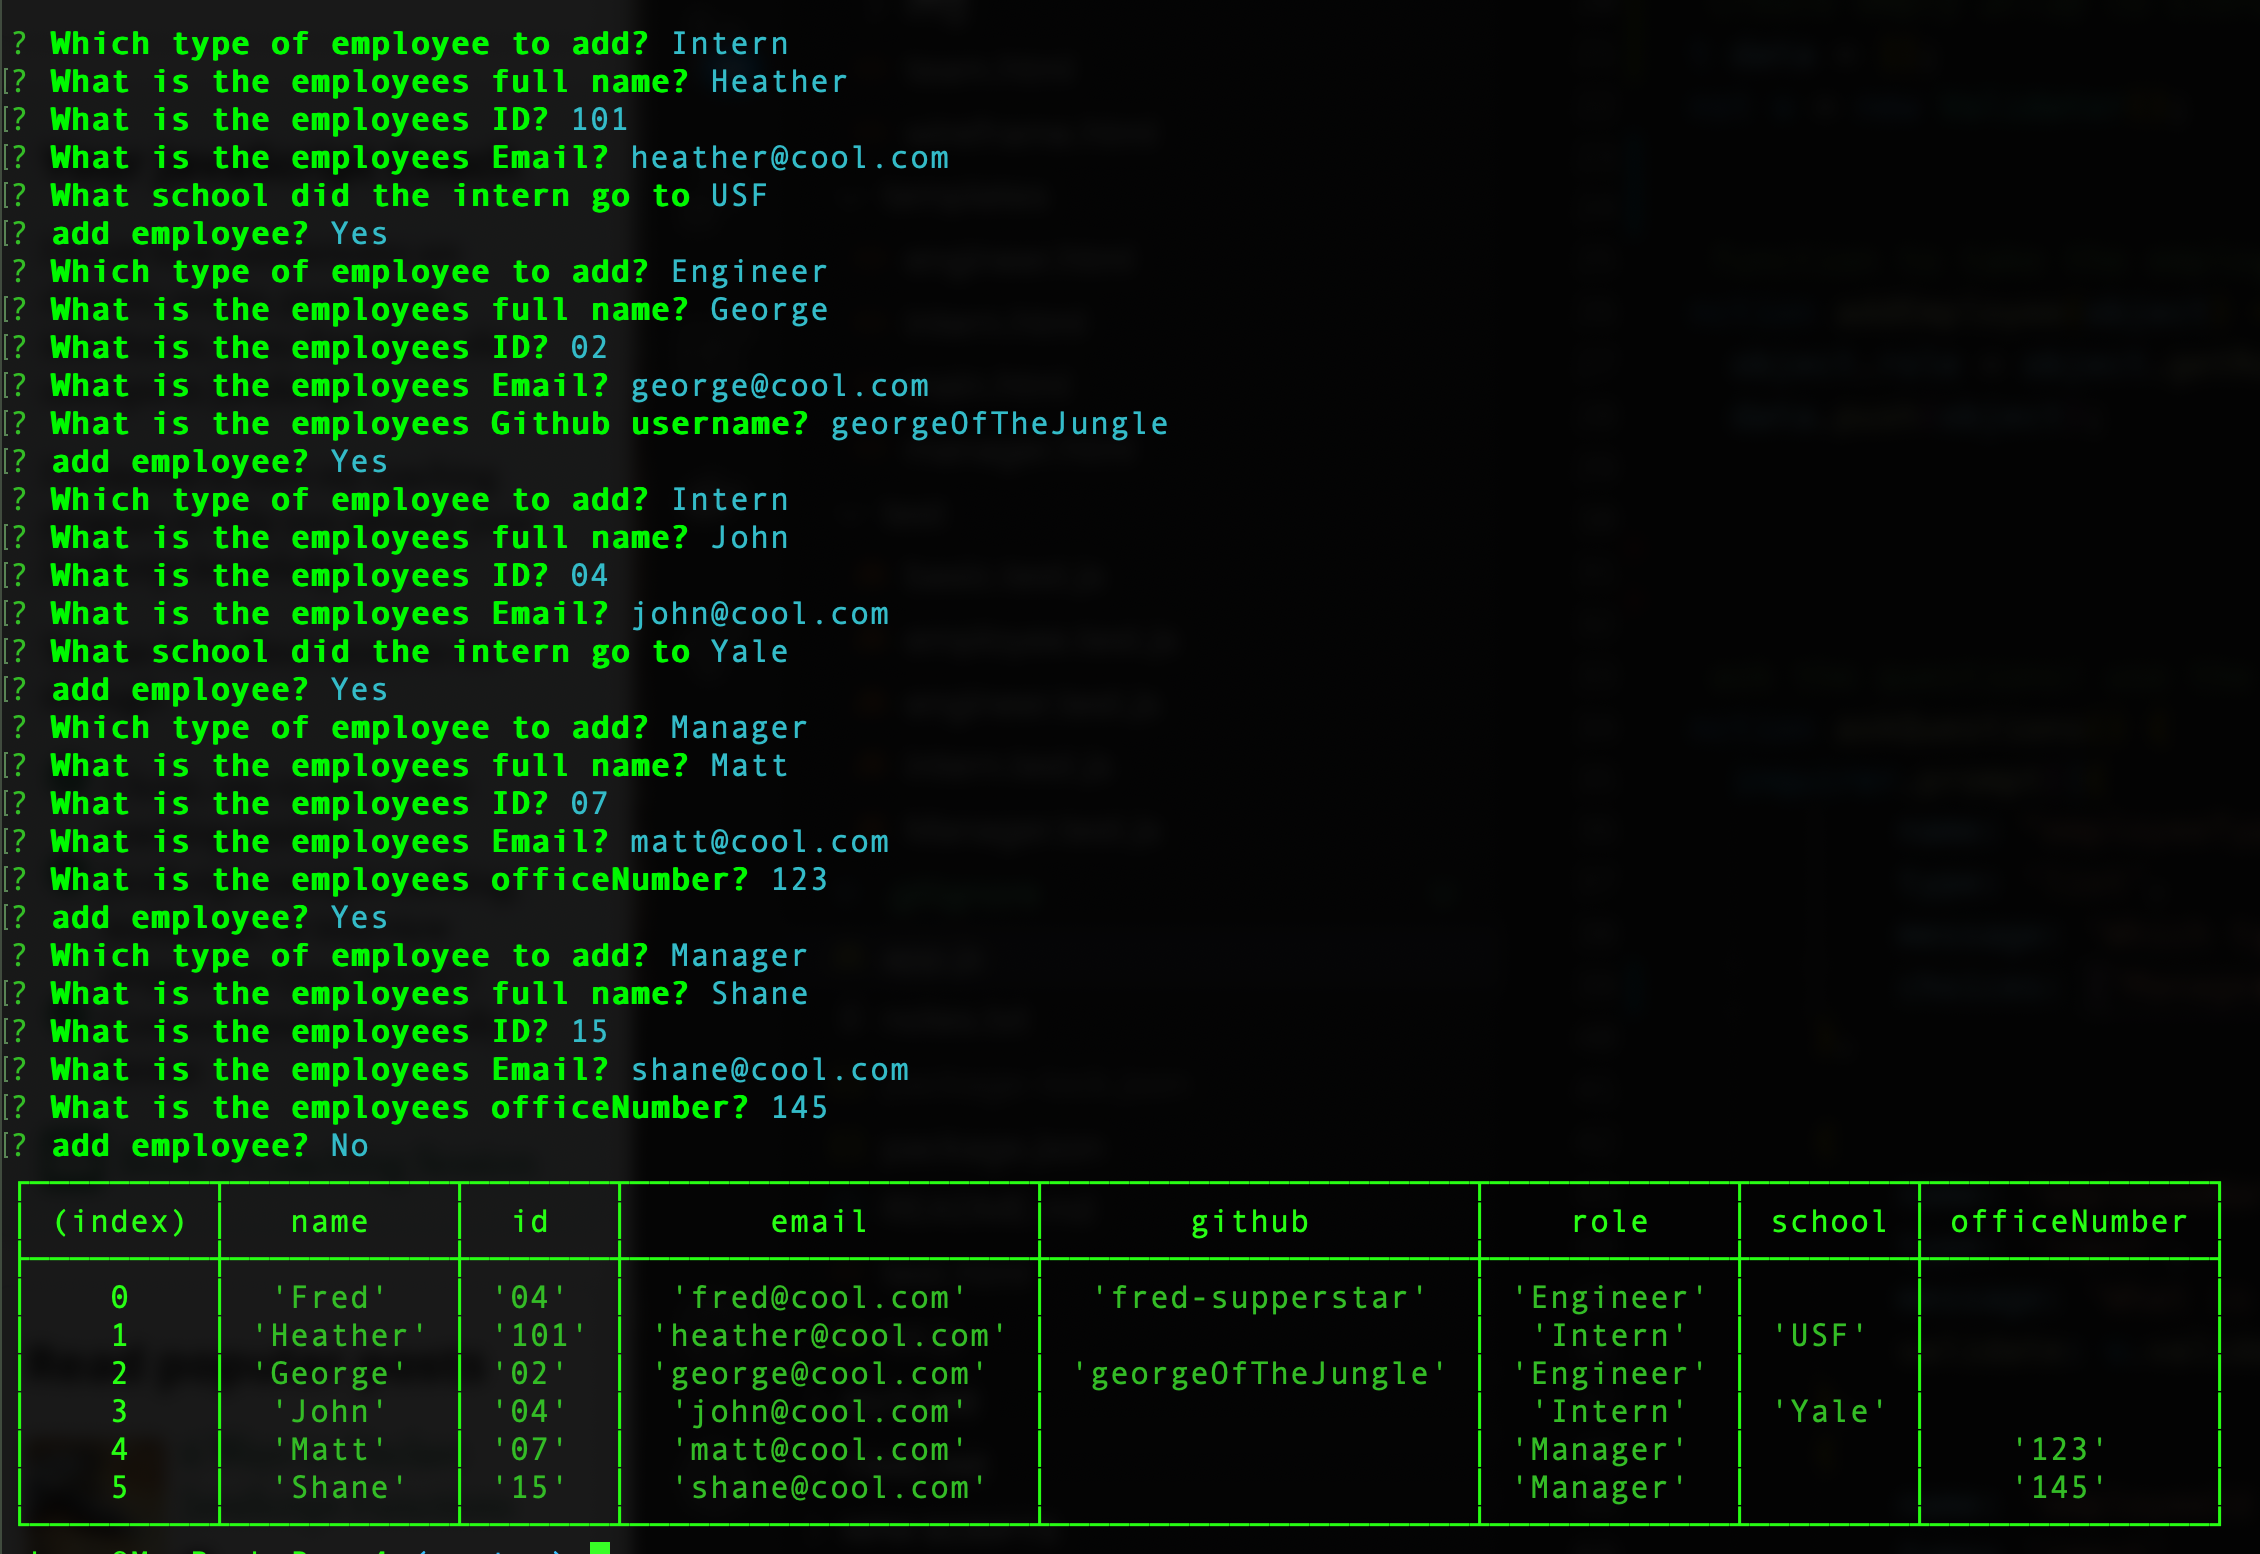 ? Which type of employee to add? Intern
[? What is the employees full name? Heather
[? What is the employees ID? 101
[? What is the employees Email? heather@cool.com
[? What school did the intern go to USF
[? add employee? Yes
? Which type of employee to add? Engineer
[? What is the employees full name? George
[? What is the employees ID? 02
[? What is the employees Email? george@cool.com
[? What is the employees Github username? georgeOfTheJungle
[? add employee? Yes
? Which type of employee to add? Intern
[? What is the employees full name? John
[? What is the employees ID? 04
[? What is the employees Email? john@cool.com
[? What school did the intern go to Yale
[? add employee? Yes
? Which type of employee to add? Manager
[? What is the employees full name? Matt
[? What is the employees ID? 07
[? What is the employees Email? matt@cool.com
[? What is the employees officeNumber? 123
[? add employee? Yes
? Which type of employee to add? Manager
[? What is the employees full name? Shane
[? What is the employees ID? 15
[? What is the employees Email? shane@cool.com
[? What is the employees officeNumber? 145
[? add employee? No
(index) name id email github role school officeNumber
0 'Fred' '04' 'fred@cool.com' 'fred-supperstar' 'Engineer'
1 'Heather' '101' 'heather@cool.com' 'Intern' 'USF'
2 'George' '02' 'george@cool.com' 'georgeOfTheJungle' 'Engineer'
3 'John' '04' 'john@cool.com' 'Intern' 'Yale'
4 'Matt' '07' 'matt@cool.com' 'Manager' '123'
5 'Shane' '15' 'shane@cool.com' 'Manager' '145'